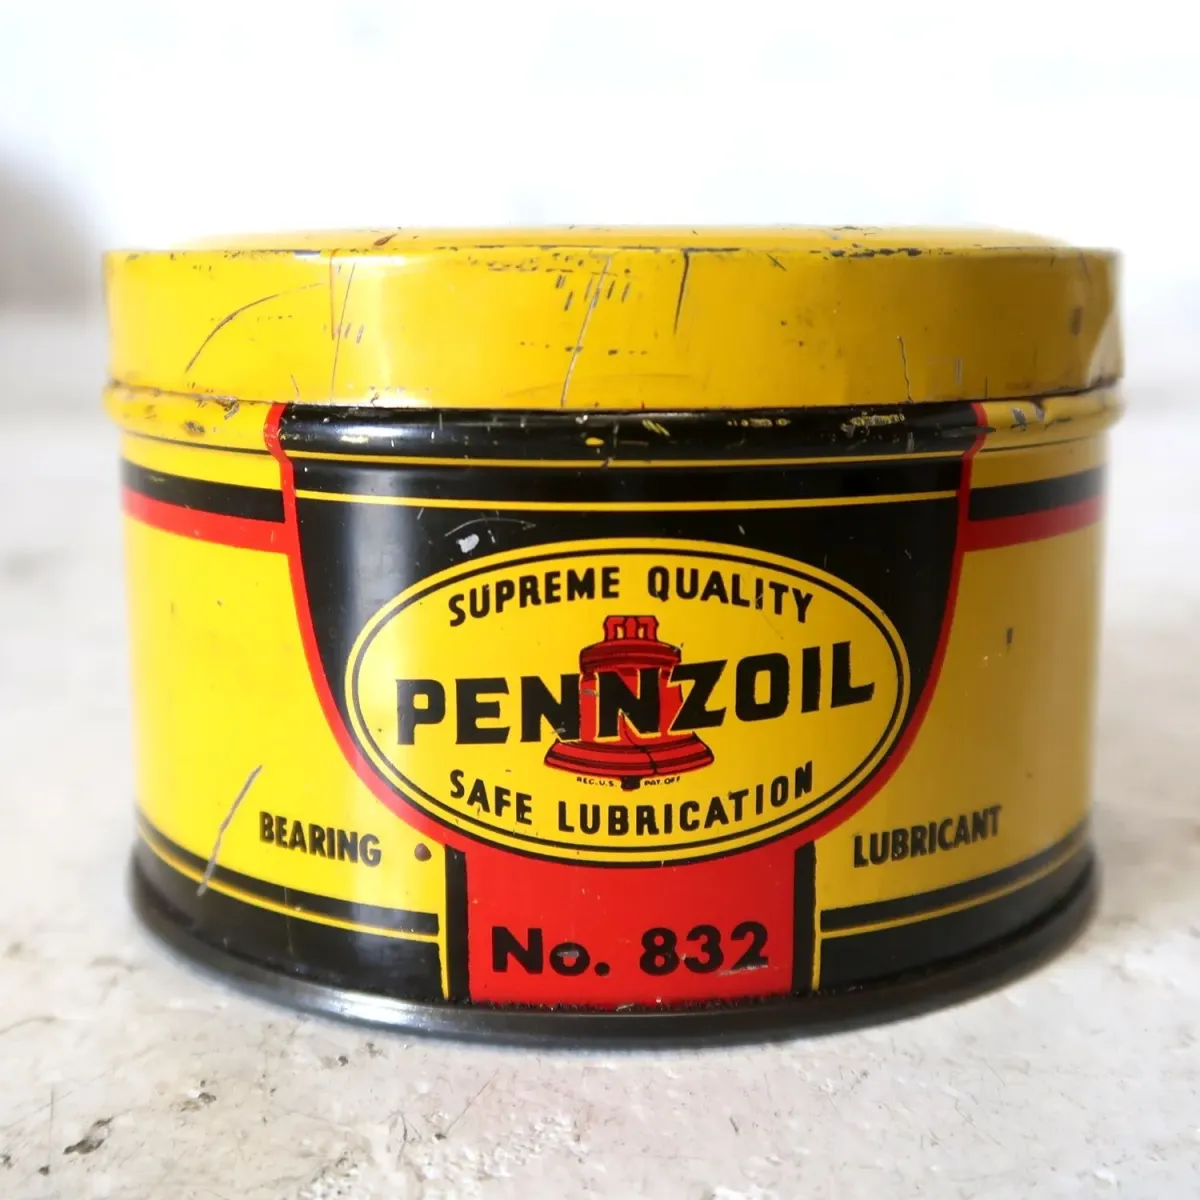 SUPREME QUALITY
PENNZOIL
REG. U.S. PAT. OFF
SAFE LUBRICATION
BEARING LUBRICANT
No. 832